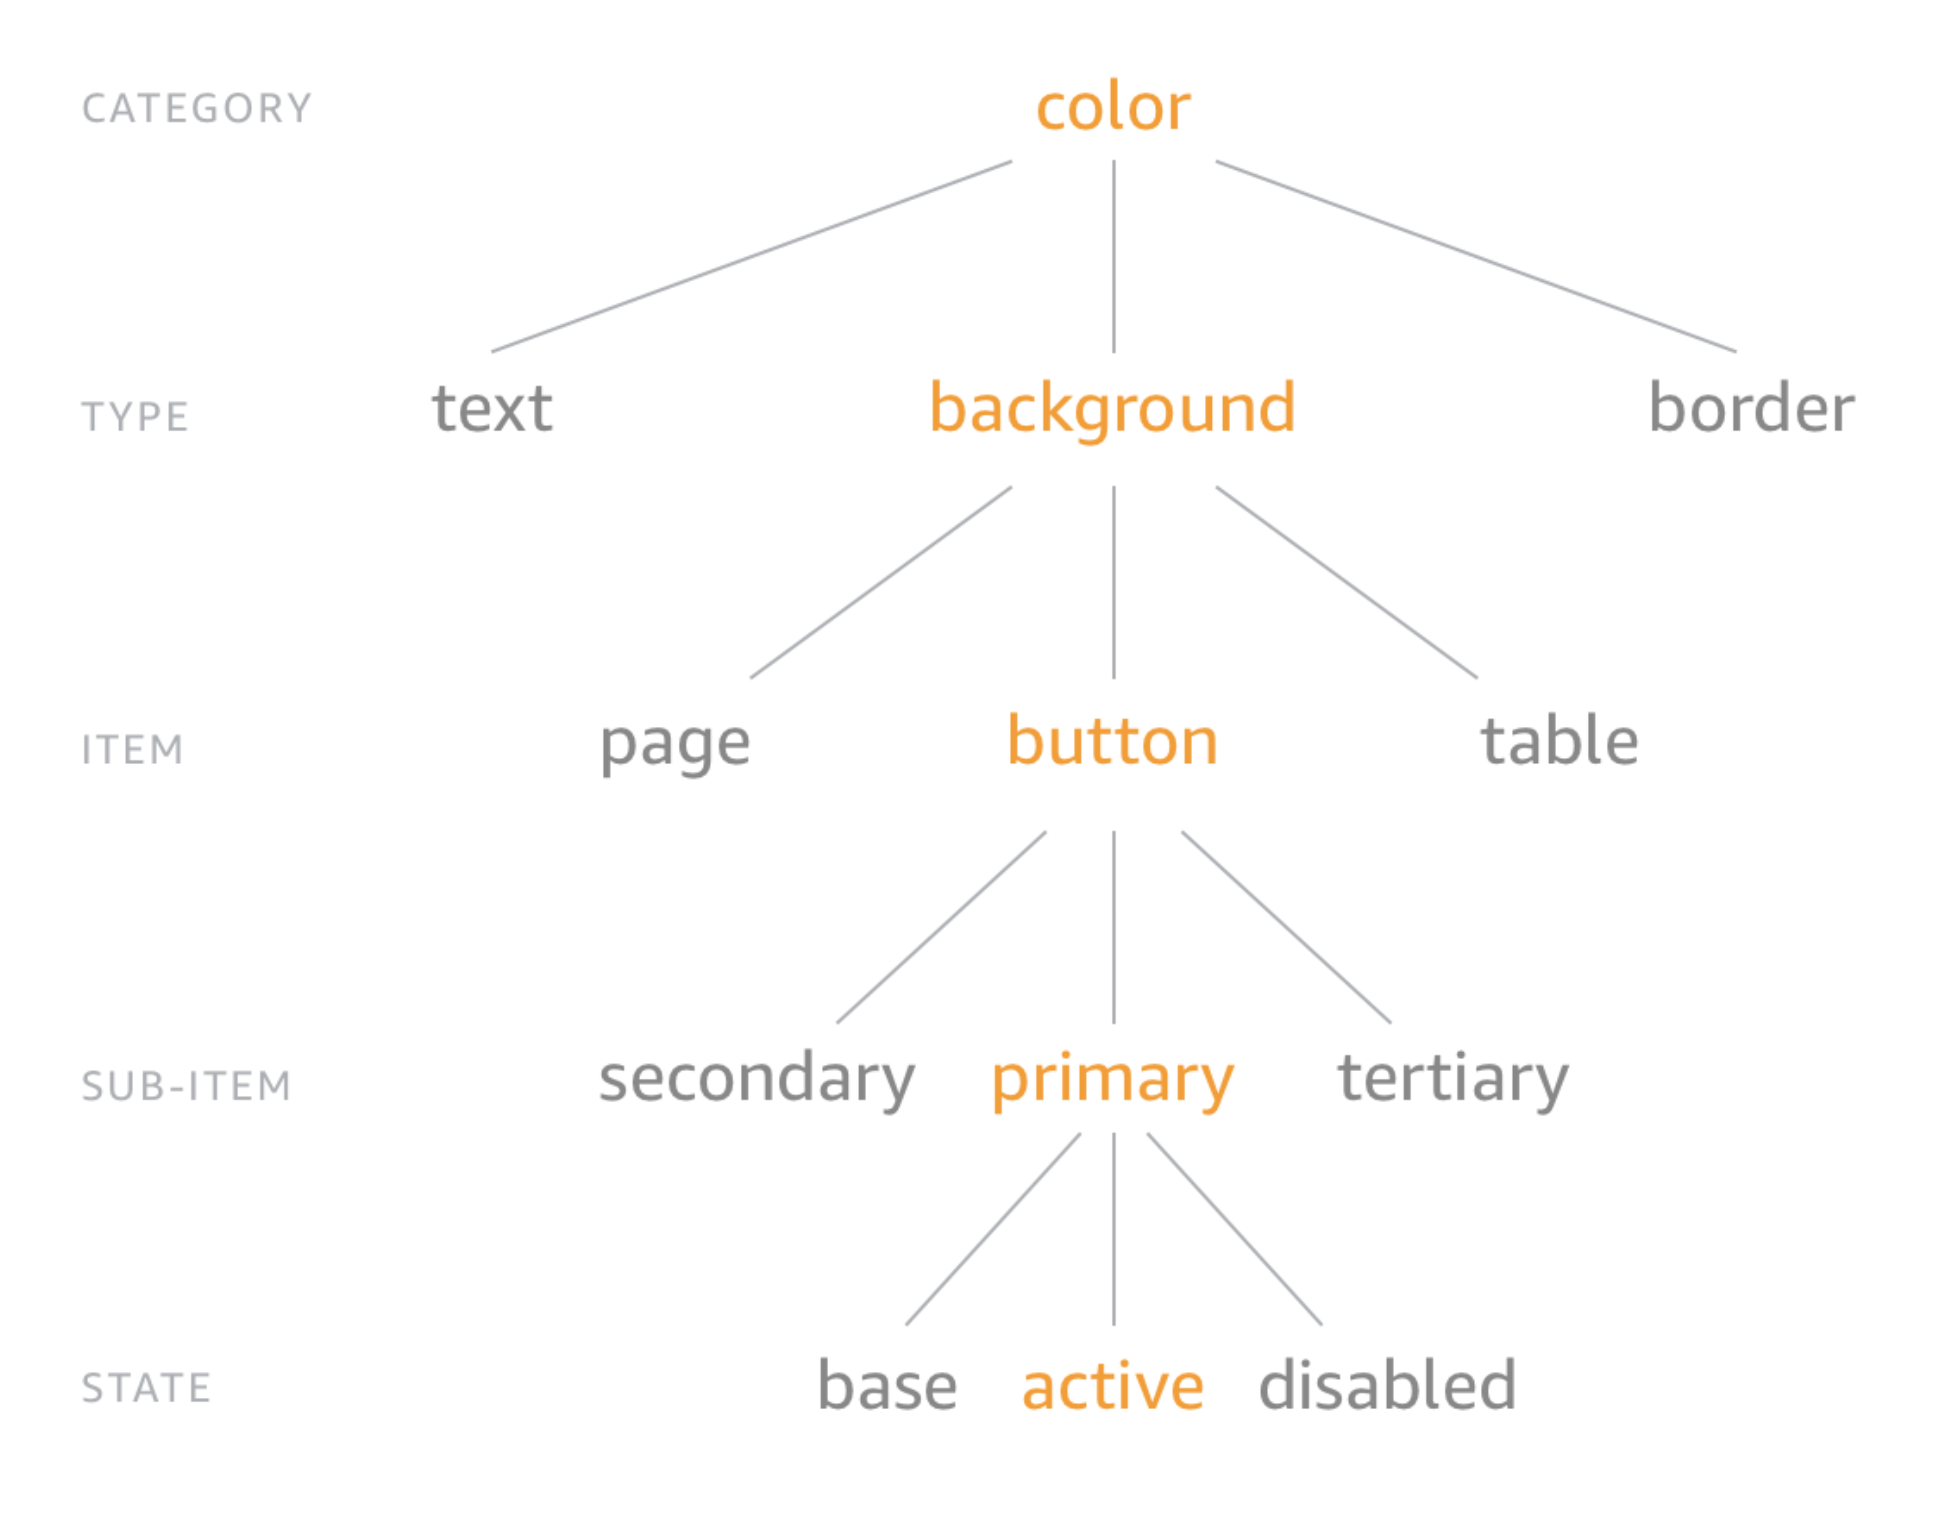 CATEGORY color
TYPE text background border
ITEM page button table
SUB-ITEM secondary primary tertiary
STATE base active disabled